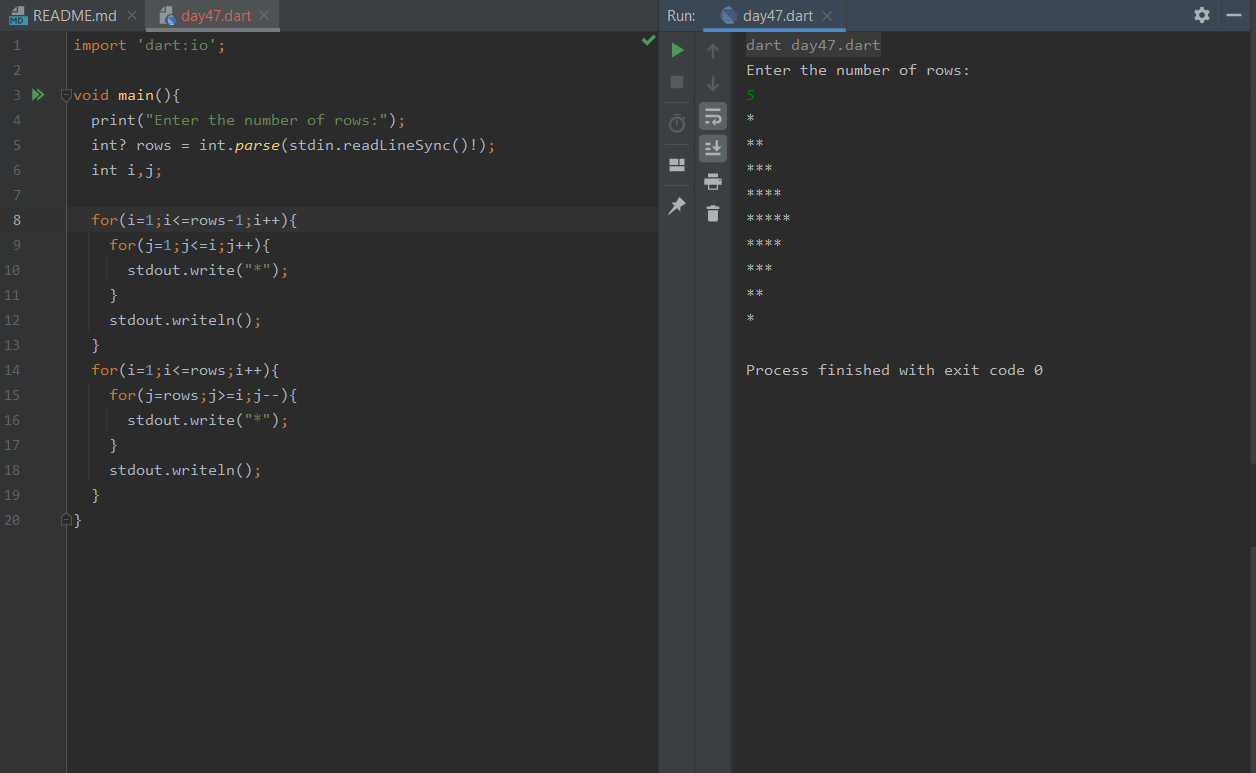 README.md
day47.dart
1 import 'dart:io';
2
3 void main(){
4   print("Enter the number of rows:");
5   int? rows = int.parse(stdin.readLineSync()!);
6   int i,j;
7
8   for(i=1;i<=rows-1;i++){
9     for(j=1;j<=i;j++){
10       stdout.write("*");
11     }
12     stdout.writeln();
13   }
14   for(i=1;i<=rows;i++){
15     for(j=rows;j>=i;j--){
16       stdout.write("*");
17     }
18     stdout.writeln();
19   }
20 }
Run: day47.dart
dart day47.dart
Enter the number of rows:
5
*
**
***
****
*****
****
***
**
*
Process finished with exit code 0